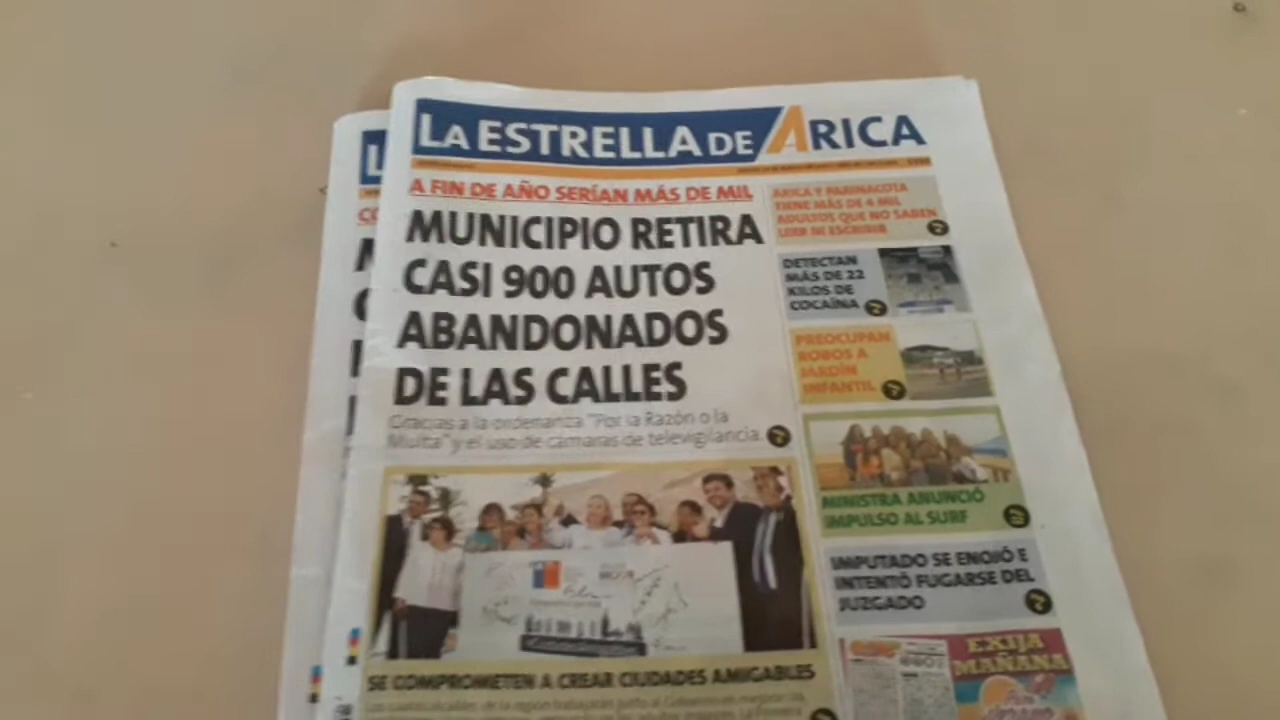 LA ESTRELLA DE ARICA
A FIN DE AÑO SERÍAN MÁS DE MIL
MUNICIPIO RETIRA
CASI 900 AUTOS
ABANDONADOS
DE LAS CALLES
Gracias a la ordenanza "Por la Razón o la
Multa" y el uso de cámaras de televigilancia.
SE COMPROMETEN A CREAR CIUDADES AMIGABLES
ARICA Y PARINACOTA
TIENE MÁS DE 4 MIL
ADULTOS QUE NO SABEN
LEER NI ESCRIBIR
DETECTAN
MÁS DE 22
KILOS DE
COCAÍNA
PREOCUPAN
ROBOS A
JARDÍN
INFANTIL
MINISTRA ANUNCIÓ
IMPULSO AL SURF
IMPUTADO SE ENOJÓ E
INTENTÓ FUGARSE DEL
JUZGADO
EXIJA
MAÑANA